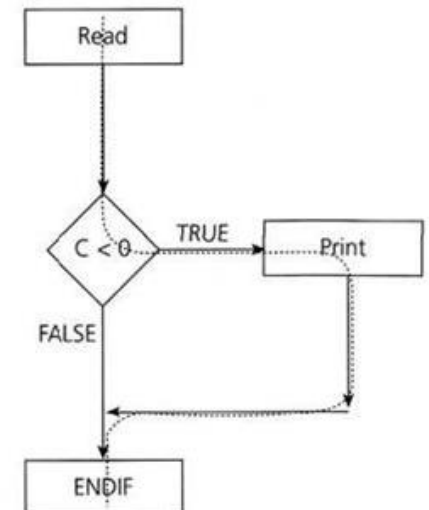 Read
C < 0
TRUE
Print
FALSE
ENDIF